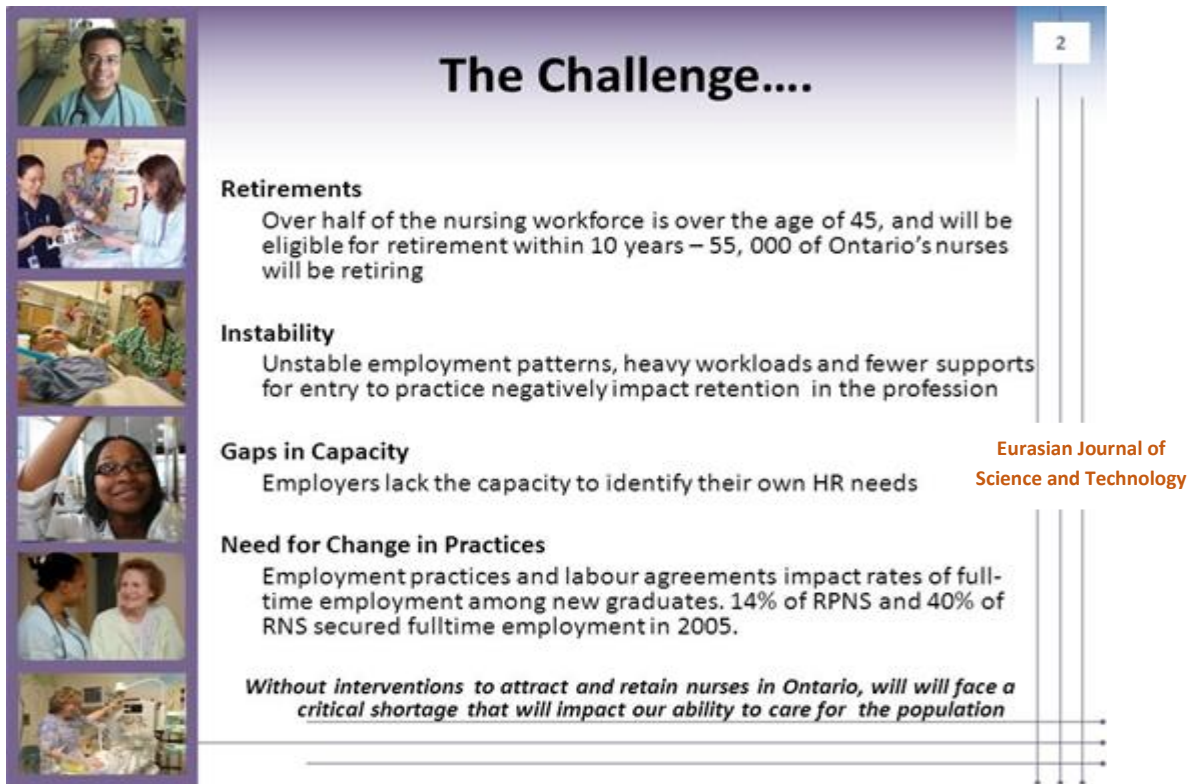 2
The Challenge....
Retirements
Over half of the nursing workforce is over the age of 45, and will be
eligible for retirement within 10 years – 55, 000 of Ontario's nurses
will be retiring
Instability
Unstable employment patterns, heavy workloads and fewer supports
for entry to practice negatively impact retention in the profession
Gaps in Capacity
Employers lack the capacity to identify their own HR needs
Eurasian Journal of
Science and Technology
Need for Change in Practices
Employment practices and labour agreements impact rates of full-
time employment among new graduates. 14% of RPNS and 40% of
RNS secured fulltime employment in 2005.
Without interventions to attract and retain nurses in Ontario, will will face a
critical shortage that will impact our ability to care for the population